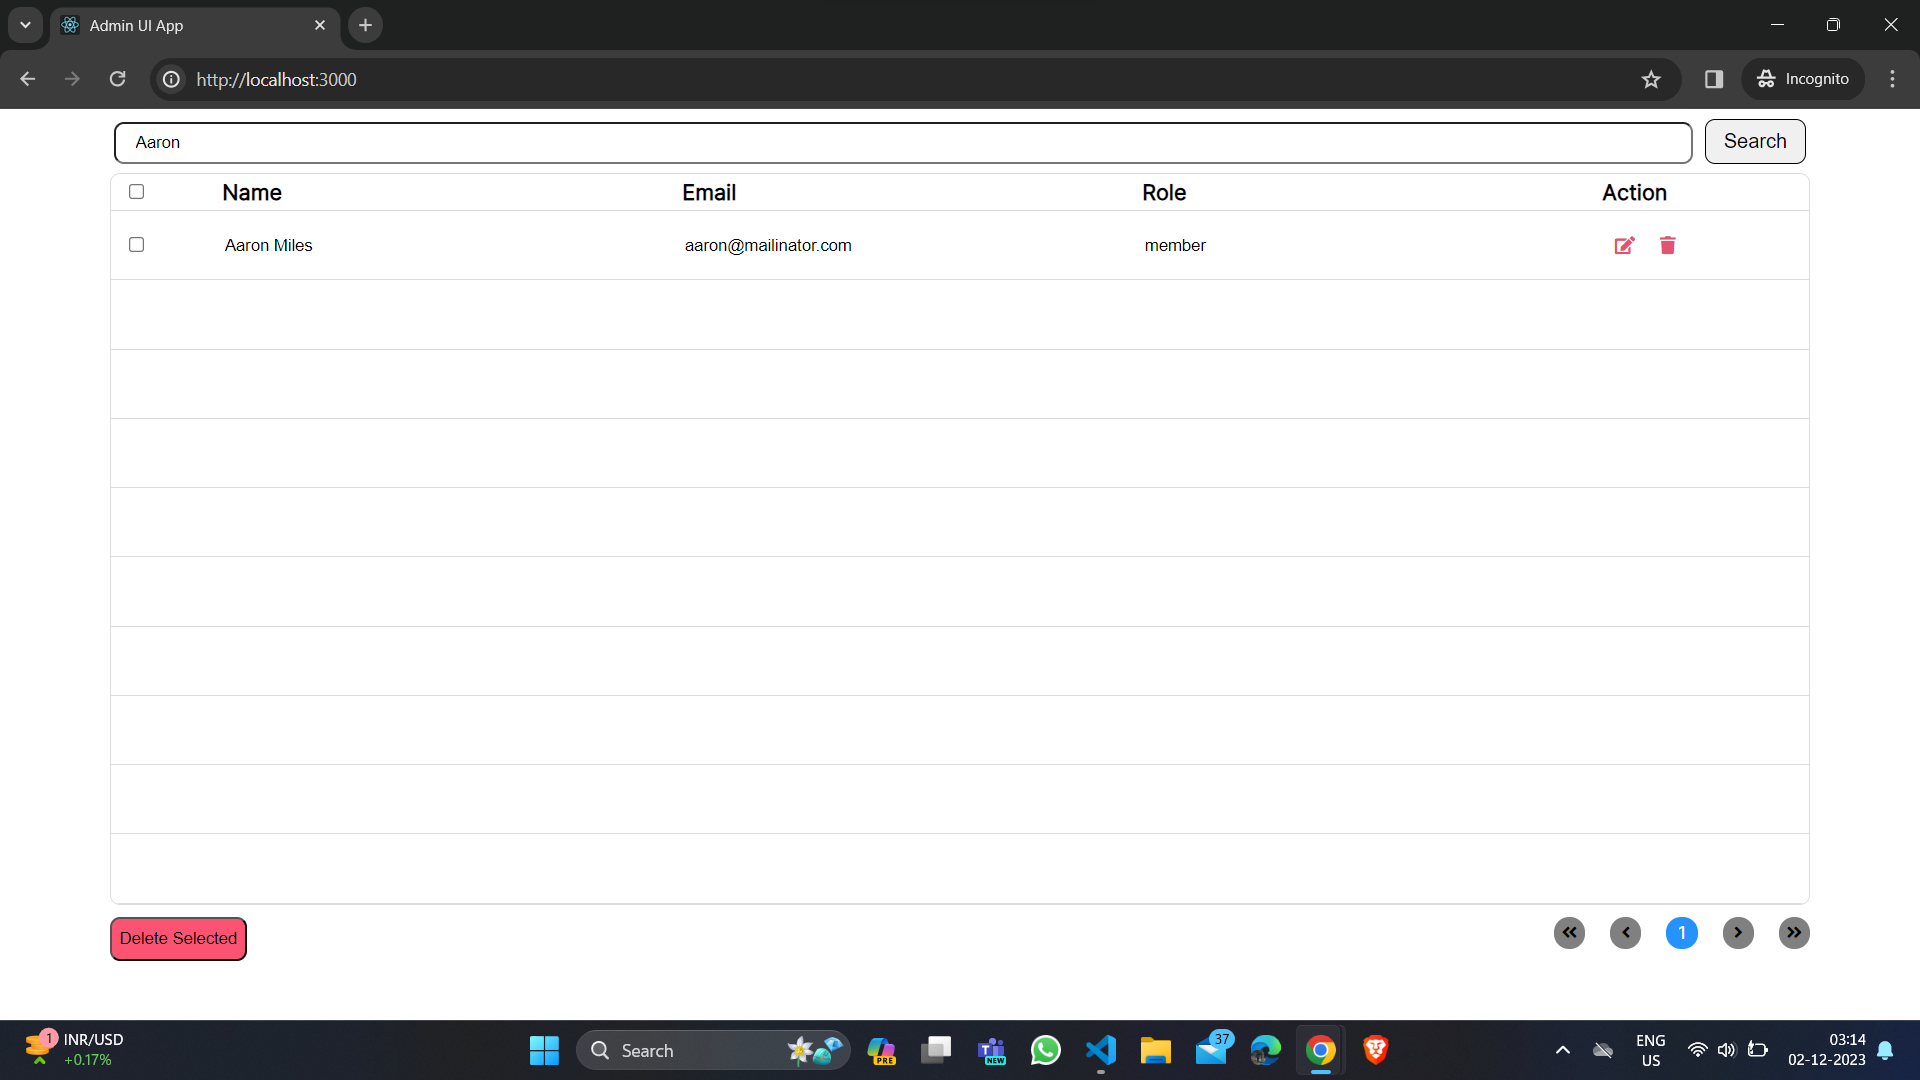 Admin UI App
http://localhost:3000
Incognito
Aaron
Search
Name Email Role Action
Aaron Miles aaron@mailinator.com member
Delete Selected
1
1 INR/USD
+0.17%
Search
PRE
NEW
37
ENG
US
03:14
02-12-2023